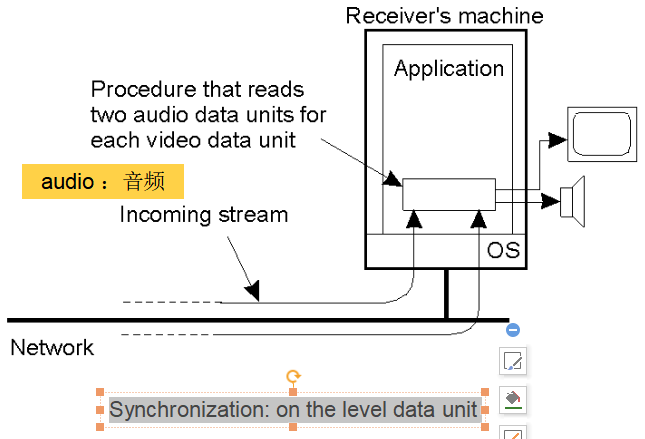 Receiver's machine
Application
Procedure that reads
two audio data units for
each video data unit
audio ：音频
Incoming stream
OS
Network
Synchronization: on the level data unit